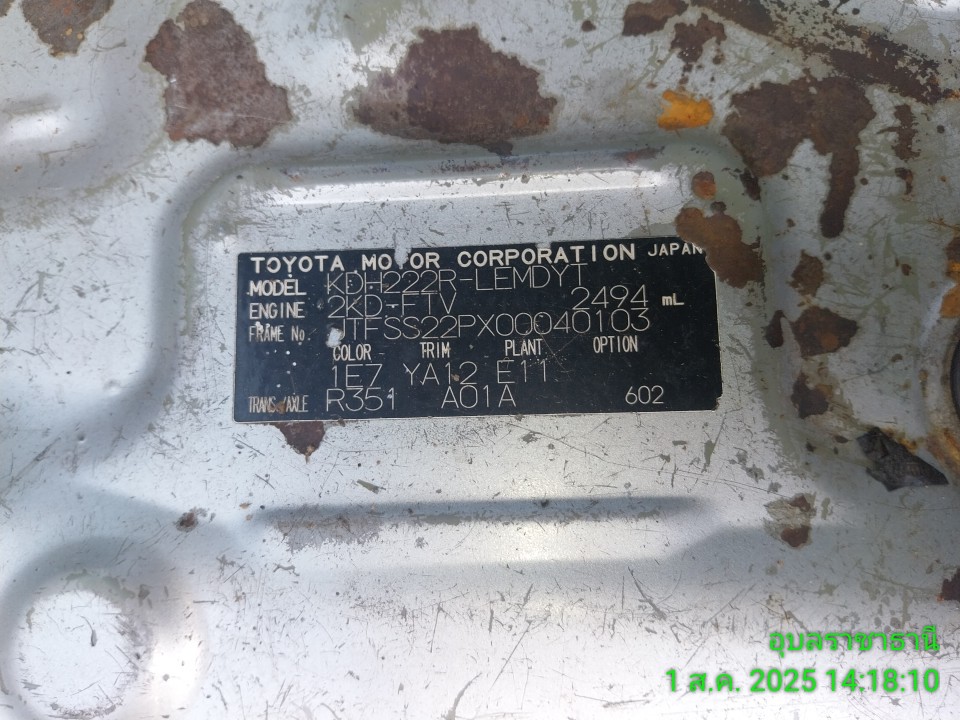 TOYOTA MOTOR CORPORATION JAPAN
MODEL KDH222R-LEMDYT
ENGINE 2KD-FTV 2494 mL
FRAME No. JTFSS22PX00040103
COLOR TRIM PLANT OPTION
1E7 YA12 E11
TRANS/AXLE R351 A01A 602
อุบลราชธานี
1 ส.ค. 2025 14:18:10